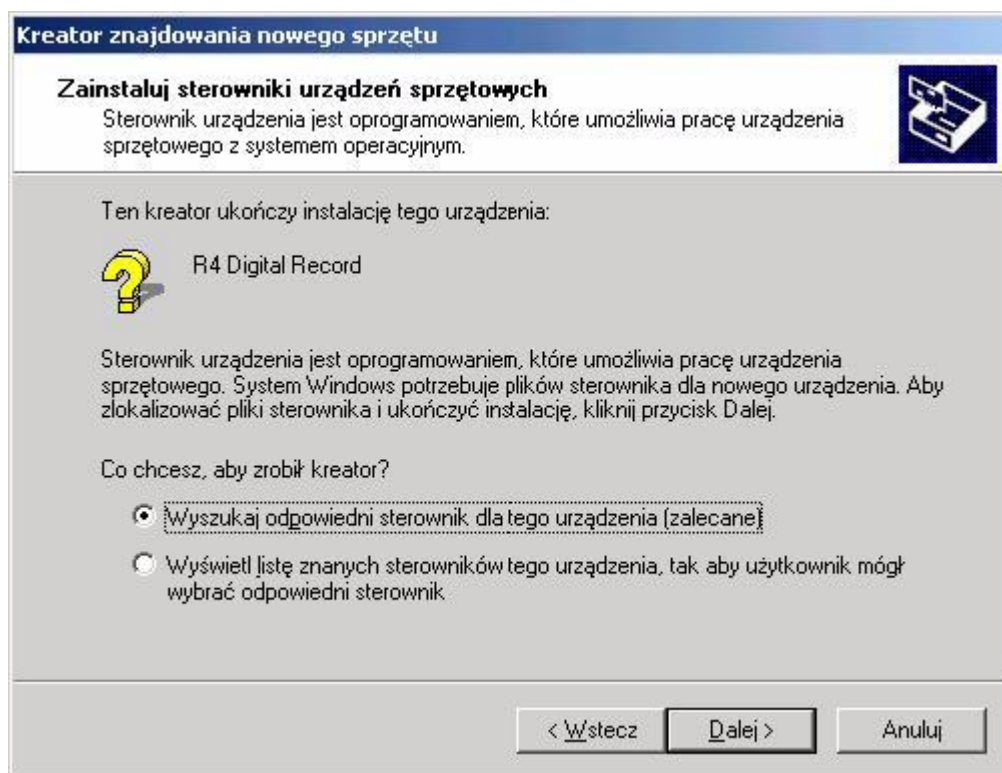 Kreator znajdowania nowego sprzętu
Zainstaluj sterowniki urządzeń sprzętowych
Sterownik urządzenia jest oprogramowaniem, które umożliwia pracę urządzenia
sprzętowego z systemem operacyjnym.
Ten kreator ukończy instalację tego urządzenia:
R4 Digital Record
Sterownik urządzenia jest oprogramowaniem, które umożliwia pracę urządzenia
sprzętowego. System Windows potrzebuje plików sterownika dla nowego urządzenia. Aby
zlokalizować pliki sterownika i ukończyć instalację, kliknij przycisk Dalej.
Co chcesz, aby zrobił kreator?
Wyszukaj odpowiedni sterownik dla tego urządzenia (zalecane)
Wyświetl listę znanych sterowników tego urządzenia, tak aby użytkownik mógł
wybrać odpowiedni sterownik
< Wstecz Dalej > Anuluj